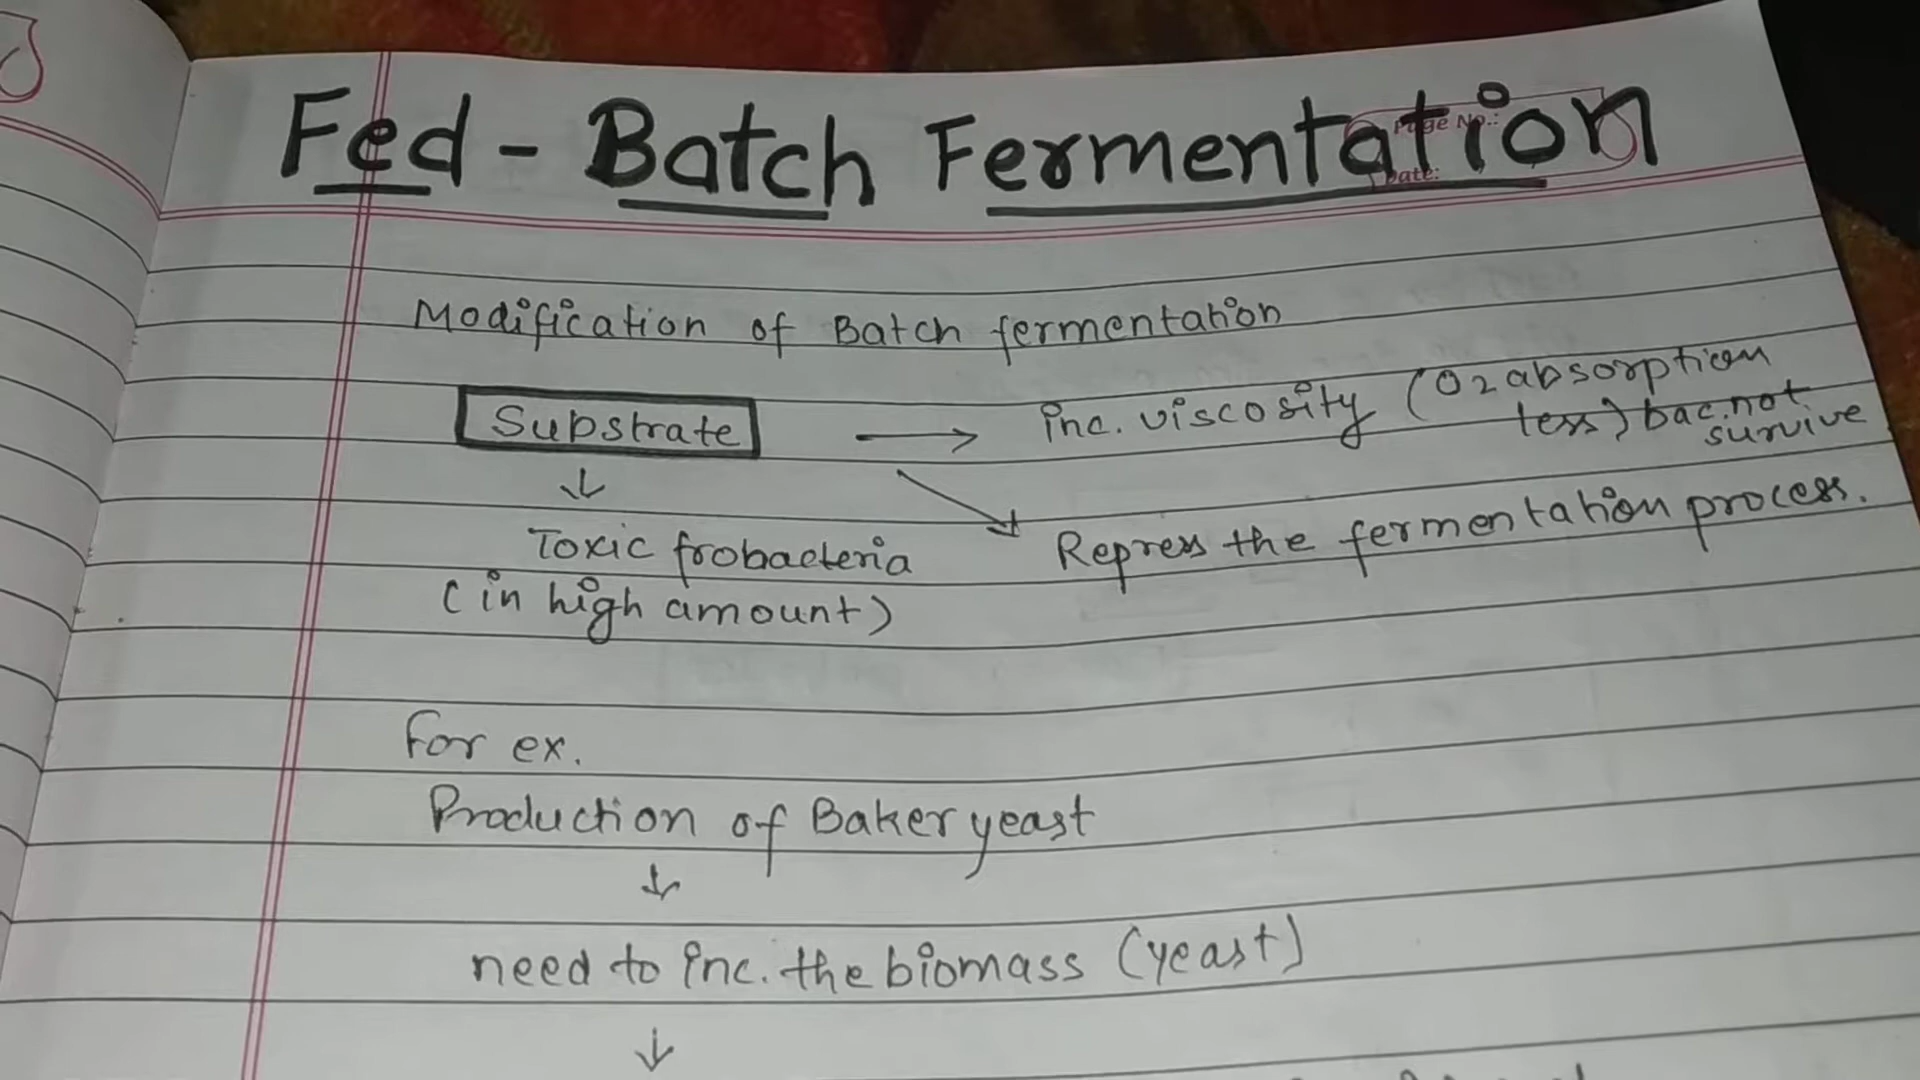 Fed - Batch Fermentation
Page No.:
Date:
Modification of Batch fermentation
Substrate → inc. viscosity (O2 absorption
less) bac. not
survive
↓
Toxic frobacteria
(in high amount)
Repress the fermentation process.
for ex.
Production of Baker yeast
↓
need to inc. the biomass (yeast)
↓